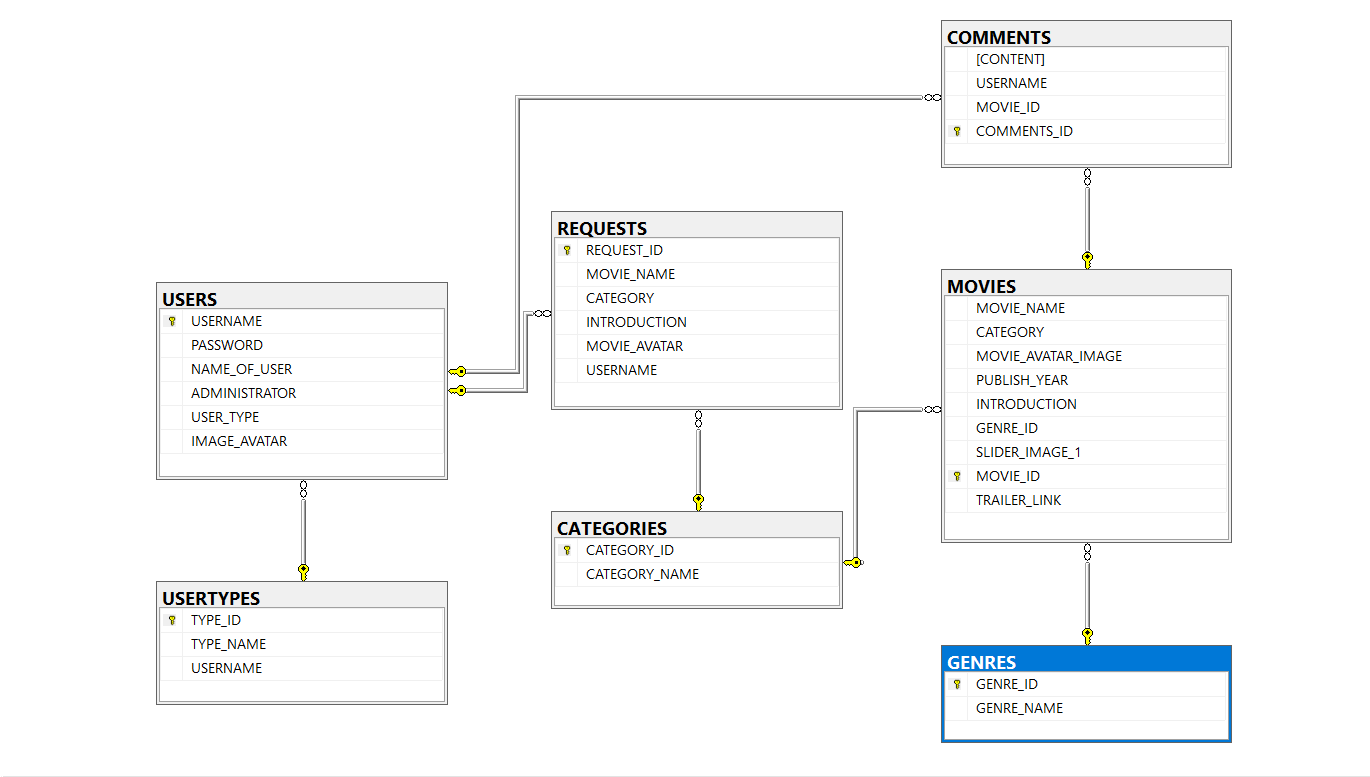 COMMENTS
[CONTENT]
USERNAME
MOVIE_ID
COMMENTS_ID
REQUESTS
REQUEST_ID
MOVIE_NAME
CATEGORY
INTRODUCTION
MOVIE_AVATAR
USERNAME
USERS
USERNAME
PASSWORD
NAME_OF_USER
ADMINISTRATOR
USER_TYPE
IMAGE_AVATAR
MOVIES
MOVIE_NAME
CATEGORY
MOVIE_AVATAR_IMAGE
PUBLISH_YEAR
INTRODUCTION
GENRE_ID
SLIDER_IMAGE_1
MOVIE_ID
TRAILER_LINK
CATEGORIES
CATEGORY_ID
CATEGORY_NAME
USERTYPES
TYPE_ID
TYPE_NAME
USERNAME
GENRES
GENRE_ID
GENRE_NAME